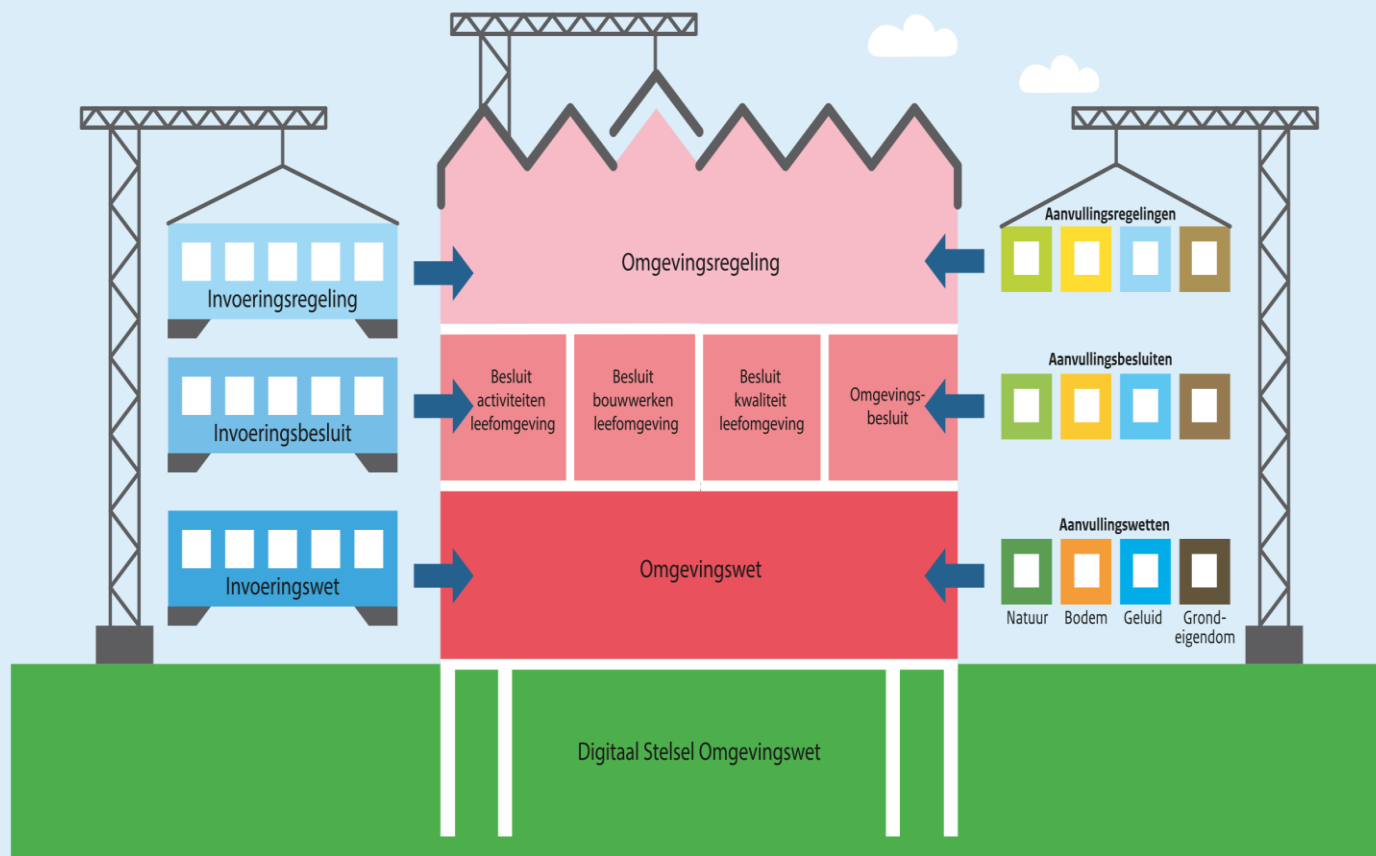 Aanvullingsregelingen
Omgevingsregeling
Invoeringsregeling
Aanvullingsbesluiten
Besluit
activiteiten
leefomgeving
Besluit
bouwwerken
leefomgeving
Besluit
kwaliteit
leefomgeving
Omgevings-
besluit
Invoeringsbesluit
Aanvullingswetten
Omgevingswet
Invoeringswet
Natuur
Bodem
Geluid
Grond-
eigendom
Digitaal Stelsel Omgevingswet